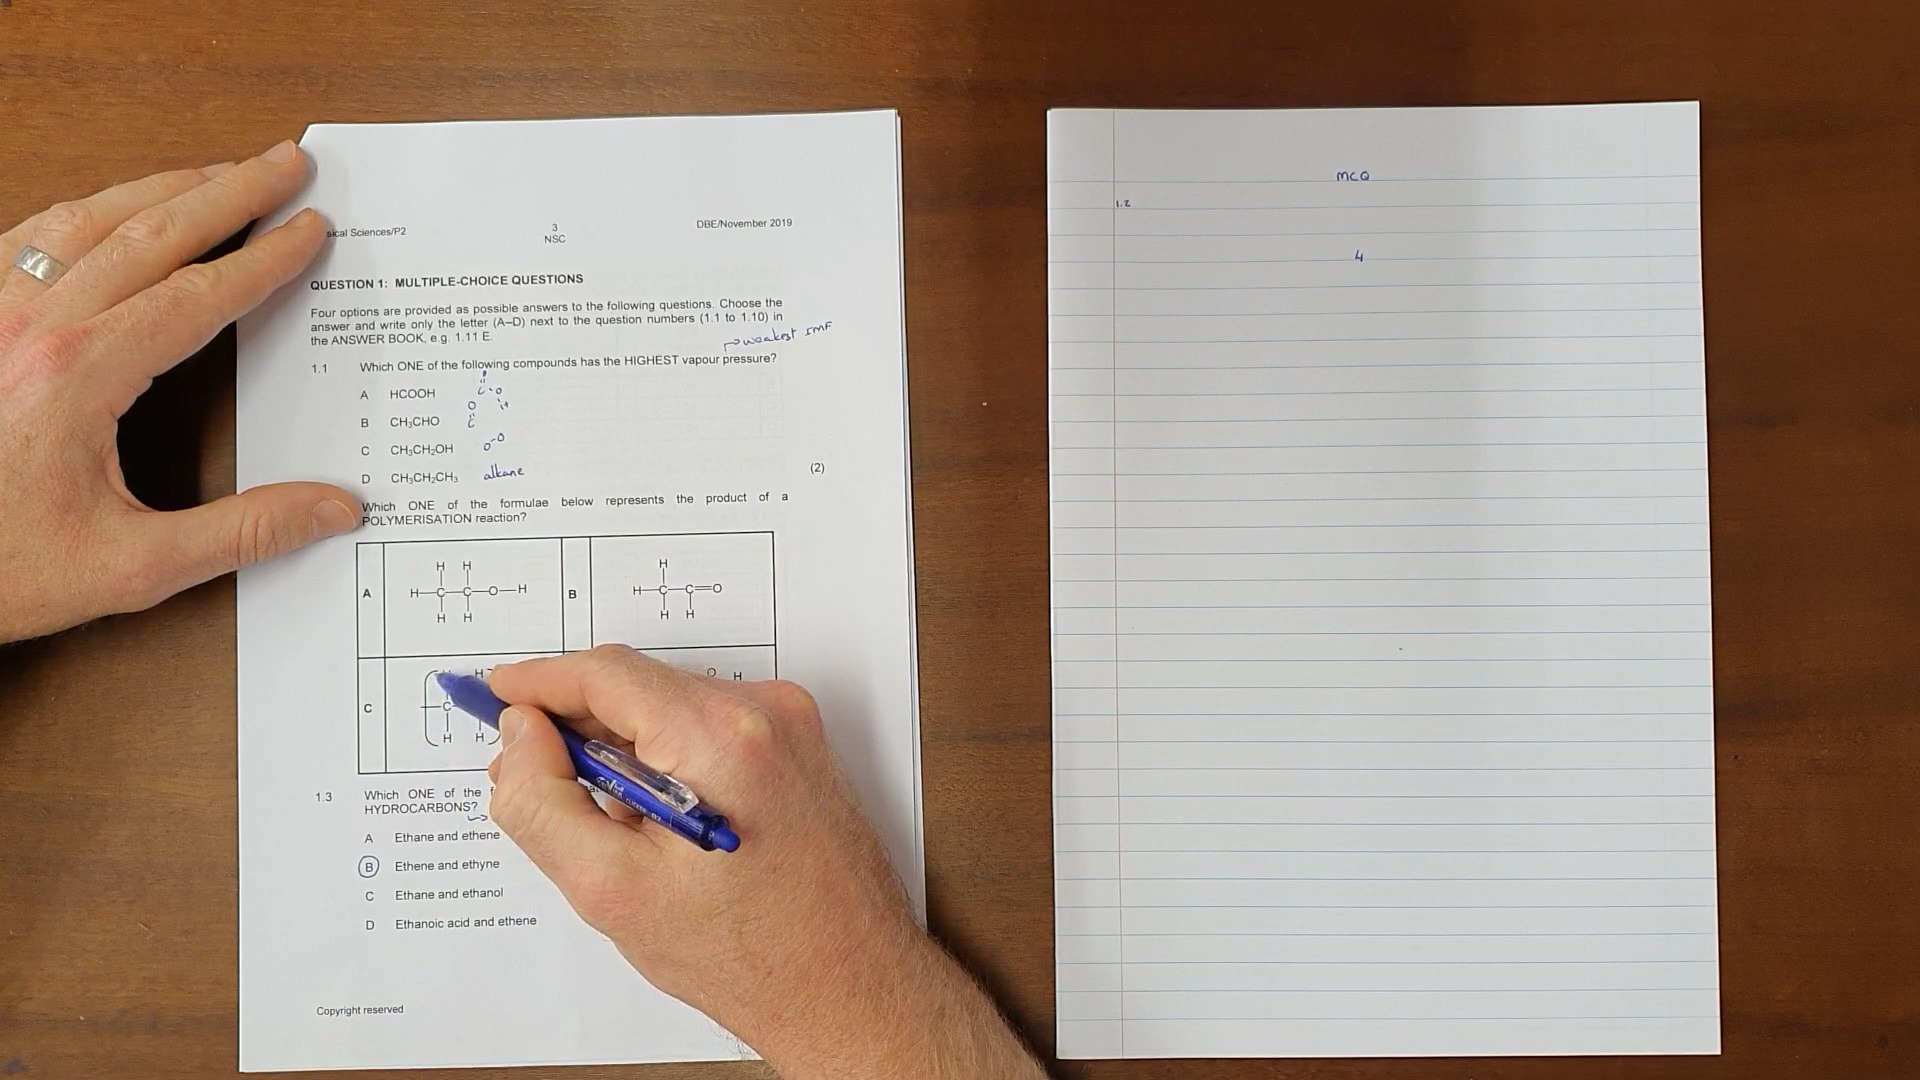 sical Sciences/P2
3
NSC
DBE/November 2019
QUESTION 1: MULTIPLE-CHOICE QUESTIONS
Four options are provided as possible answers to the following questions. Choose the
answer and write only the letter (A–D) next to the question numbers (1.1 to 1.10) in
the ANSWER BOOK, e.g. 1.11 E.
weakest IMF
1.1 Which ONE of the following compounds has the HIGHEST vapour pressure?
A HCOOH
B CH₃CHO
C CH₃CH₂OH
D CH₃CH₂CH₃ alkane (2)
Which ONE of the formulae below represents the product of a
POLYMERISATION reaction?
H H
A H—C—C—O—H
H H
H
B H—C—C=O
H H
H
C C
H H
O H
1.3 Which ONE of the
HYDROCARBONS?
A Ethane and ethene
B Ethene and ethyne
C Ethane and ethanol
D Ethanoic acid and ethene
Copyright reserved
MCQ
1.2
4